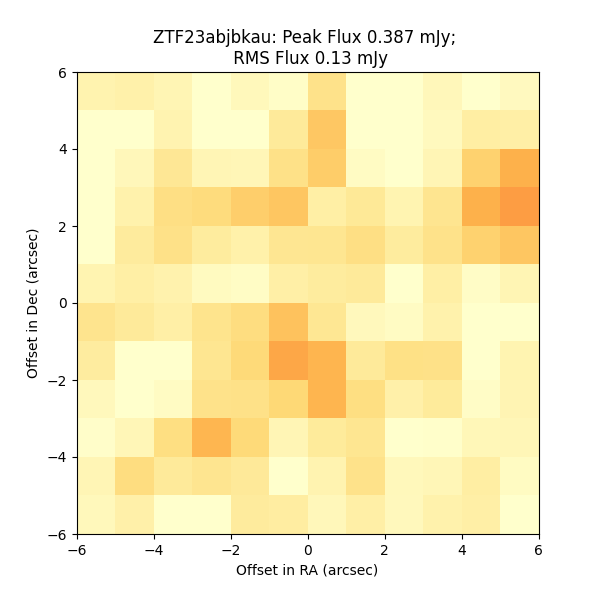 ZTF23abjbkau: Peak Flux 0.387 mJy;
RMS Flux 0.13 mJy
6
4
2
0
−2
−4
−6
Offset in Dec (arcsec)
−6 −4 −2 0 2 4 6
Offset in RA (arcsec)